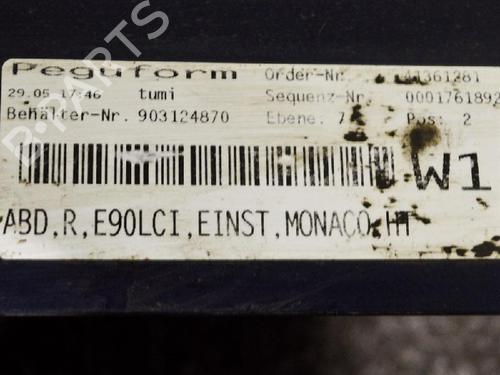 Peguform Order-Nr. 41361281
29.05 17:46 tumi Sequenz-Nr. 0001761892
Behälter-Nr. 903124870 Ebene: 7 Pos: 2
W1
ABD,R,E90LCI,EINST,MONACO,HT
B-PARTS